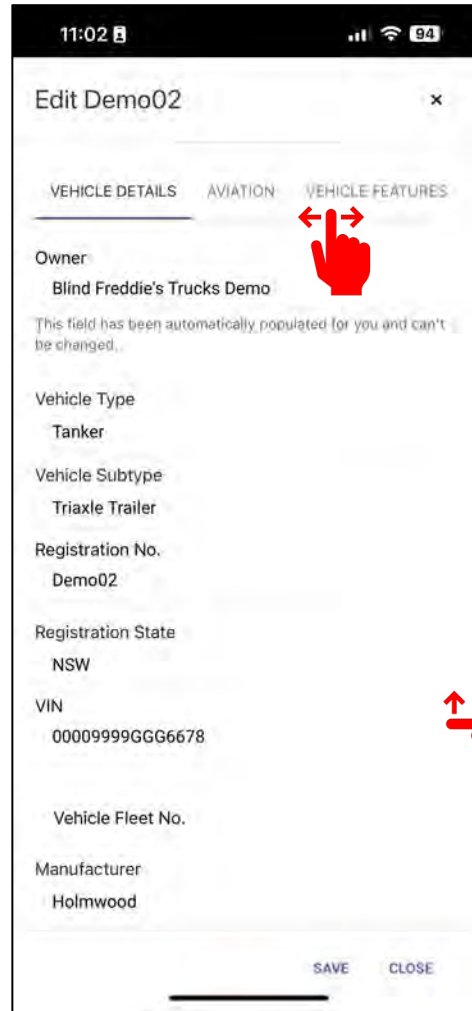 11:02
94
Edit Demo02
VEHICLE DETAILS AVIATION VEHICLE FEATURES
Owner
Blind Freddie's Trucks Demo
This field has been automatically populated for you and can't
be changed.
Vehicle Type
Tanker
Vehicle Subtype
Triaxle Trailer
Registration No.
Demo02
Registration State
NSW
VIN
00009999GGG6678
Vehicle Fleet No.
Manufacturer
Holmwood
SAVE CLOSE